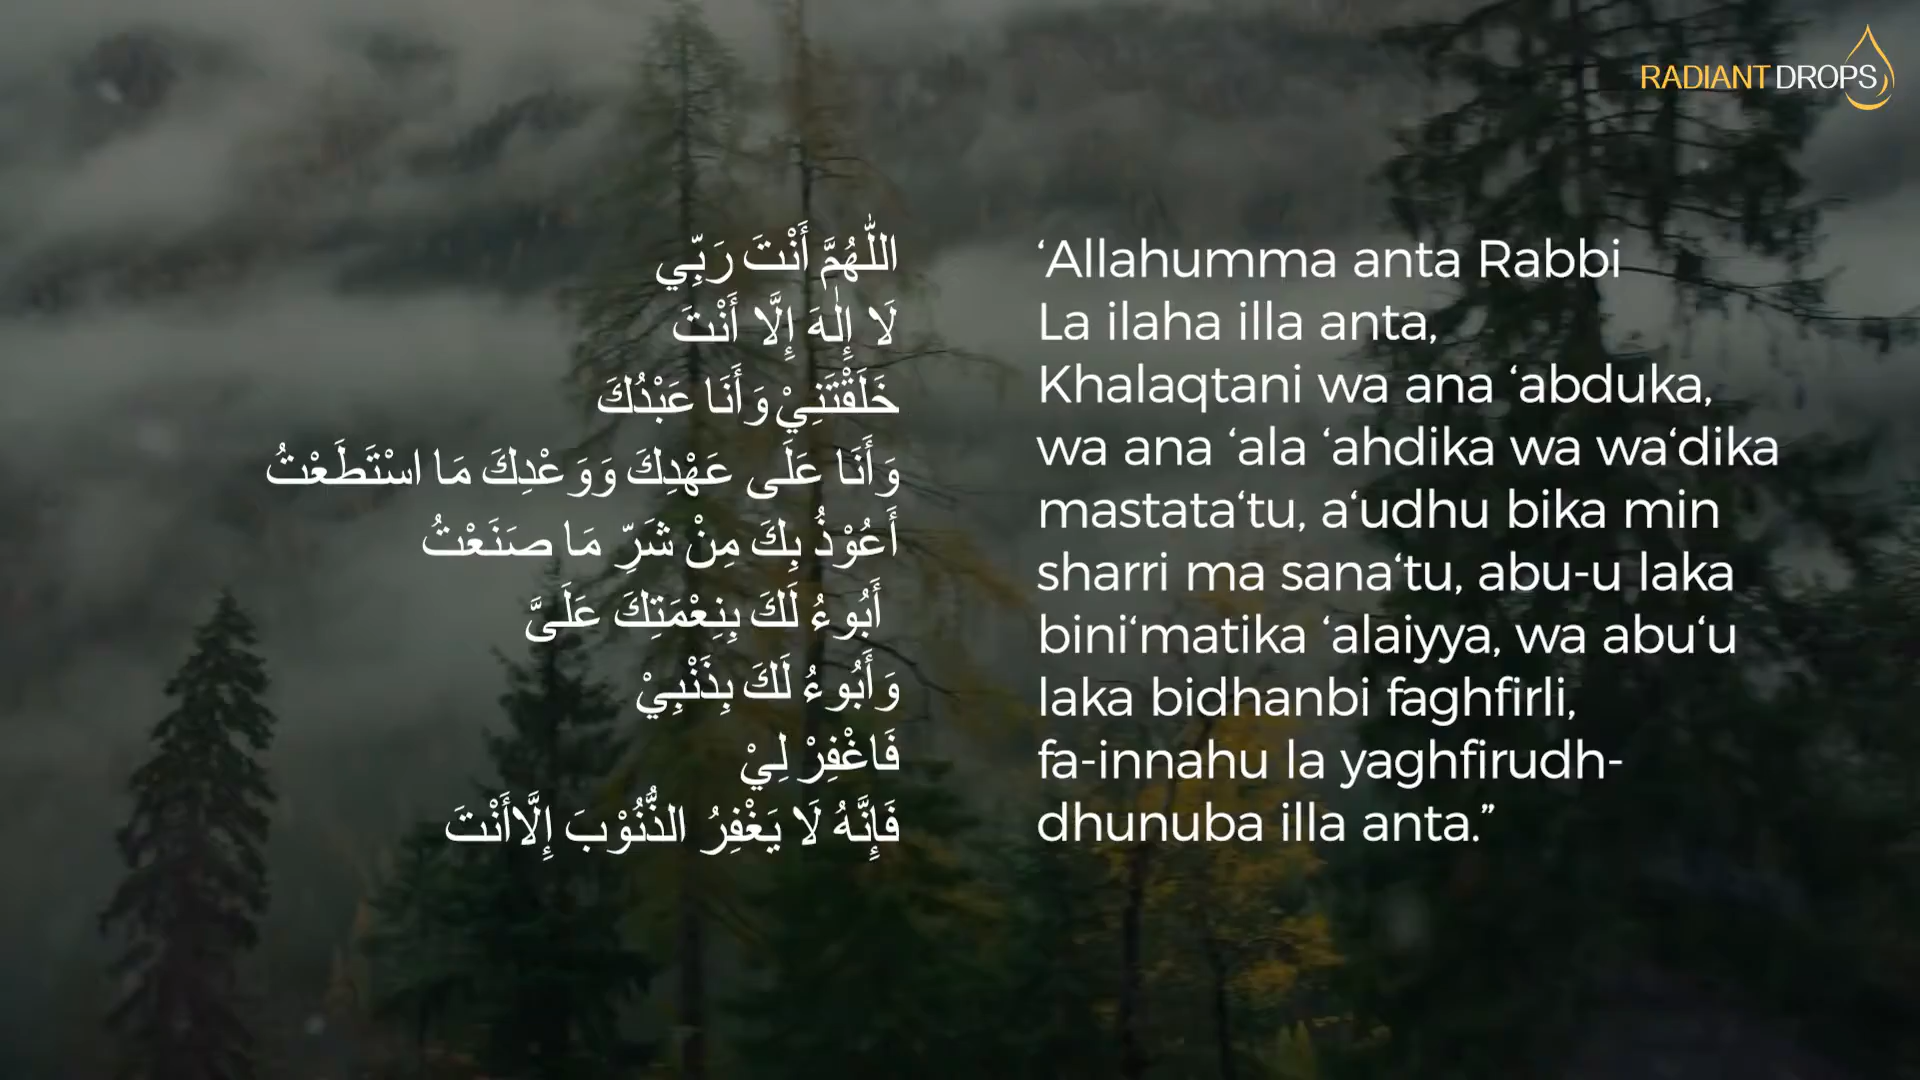 RADIANT DROPS
اللّٰهُمَّ أَنْتَ رَبِّي
لَا إِلٰهَ إِلَّا أَنْتَ
خَلَقْتَنِيْ وَأَنَا عَبْدُكَ
وَأَنَا عَلَى عَهْدِكَ وَوَعْدِكَ مَا اسْتَطَعْتُ
أَعُوْذُ بِكَ مِنْ شَرِّ مَا صَنَعْتُ
أَبُوءُ لَكَ بِنِعْمَتِكَ عَلَىَّ
وَأَبُوءُ لَكَ بِذَنْبِيْ
فَاغْفِرْ لِيْ
فَإِنَّهُ لَا يَغْفِرُ الذُّنُوْبَ إِلَّاأَنْتَ
‘Allahumma anta Rabbi
La ilaha illa anta,
Khalaqtani wa ana ‘abduka,
wa ana ‘ala ‘ahdika wa wa‘dika
mastata‘tu, a‘udhu bika min
sharri ma sana‘tu, abu-u laka
bini‘matika ‘alaiyya, wa abu‘u
laka bidhanbi faghfirli,
fa-innahu la yaghfirudh-
dhunuba illa anta.”